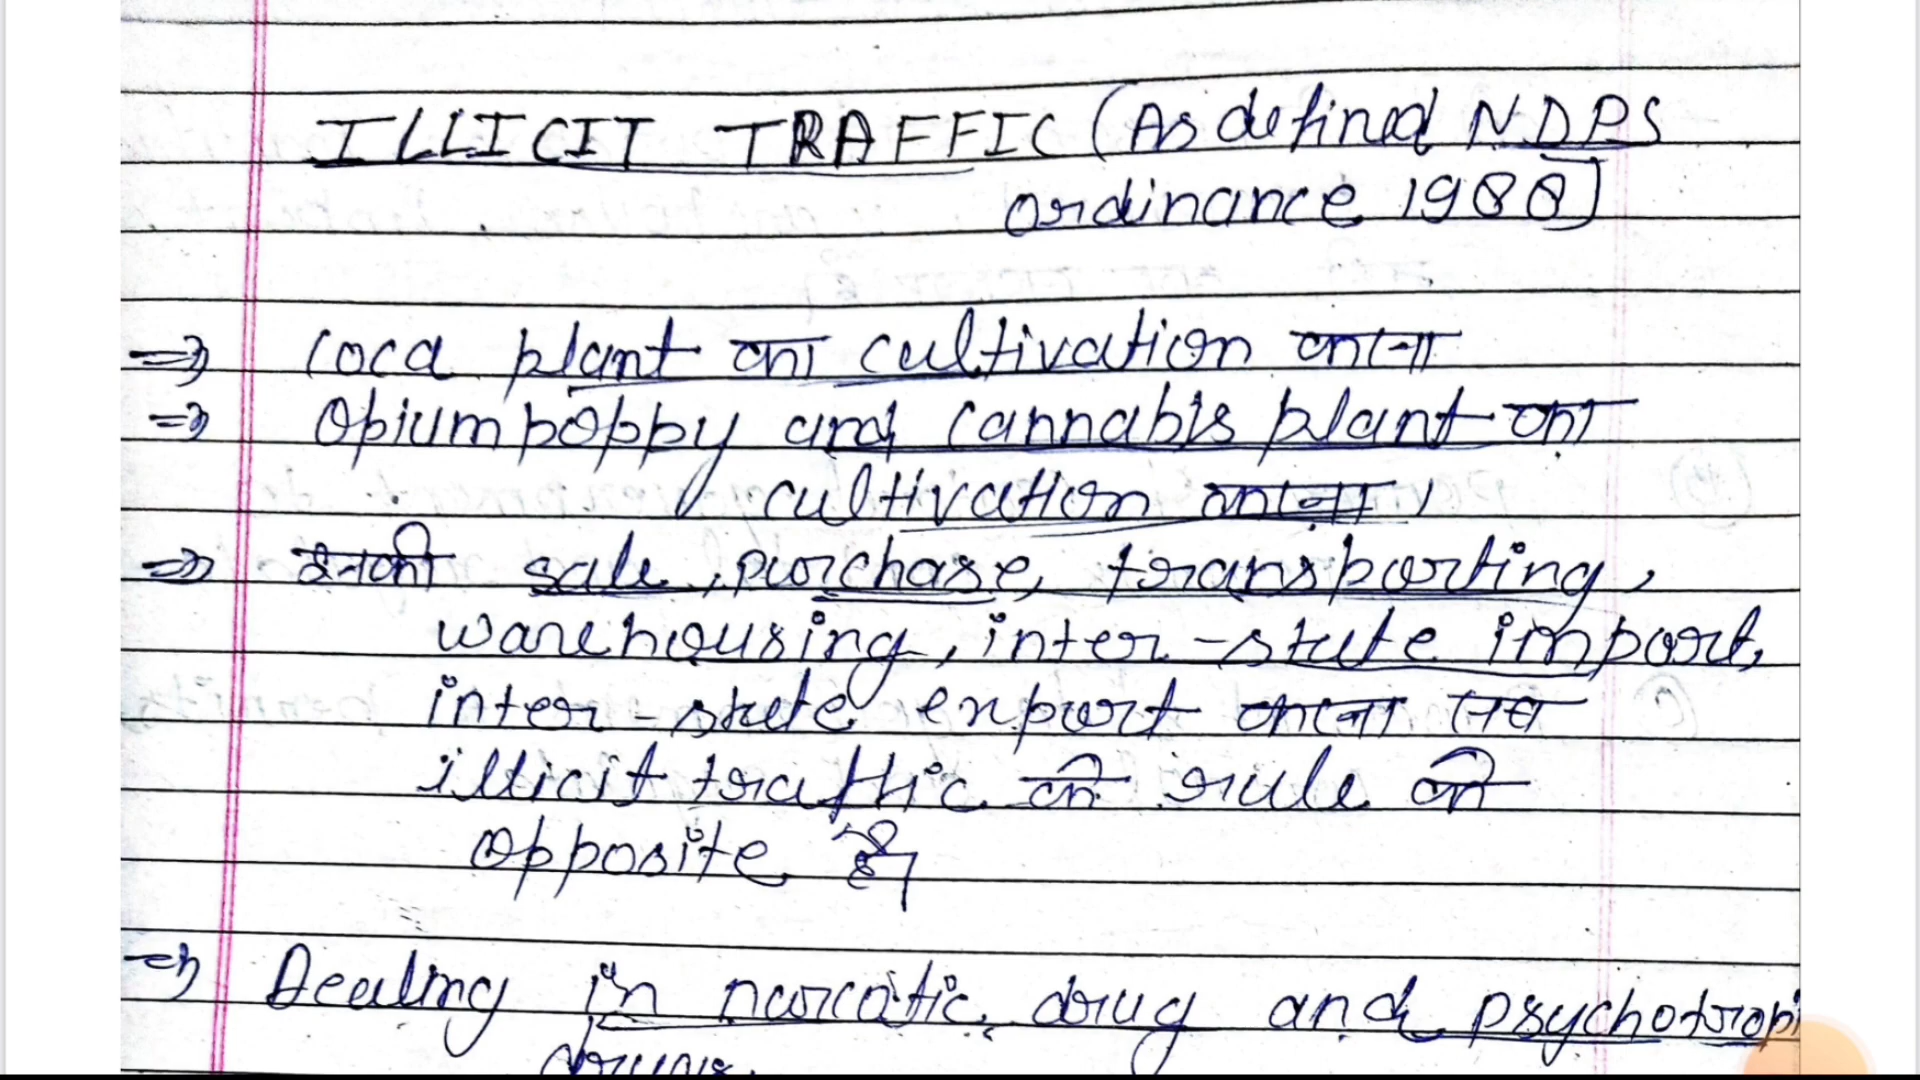 ILLICIT TRAFFIC (As defined NDPS
ordinance 1988]
⇒ Coca plant का cultivation करना
⇒ Opium poppy and cannabis plant का
cultivation करना।
⇒ इनकी sale, purchase, transporting,
warehousing, inter-state import,
inter-state export करना सब
illicit traffic के rule के
opposite है
⇒ Dealing in narcotic drug and psychotropi
drugs.